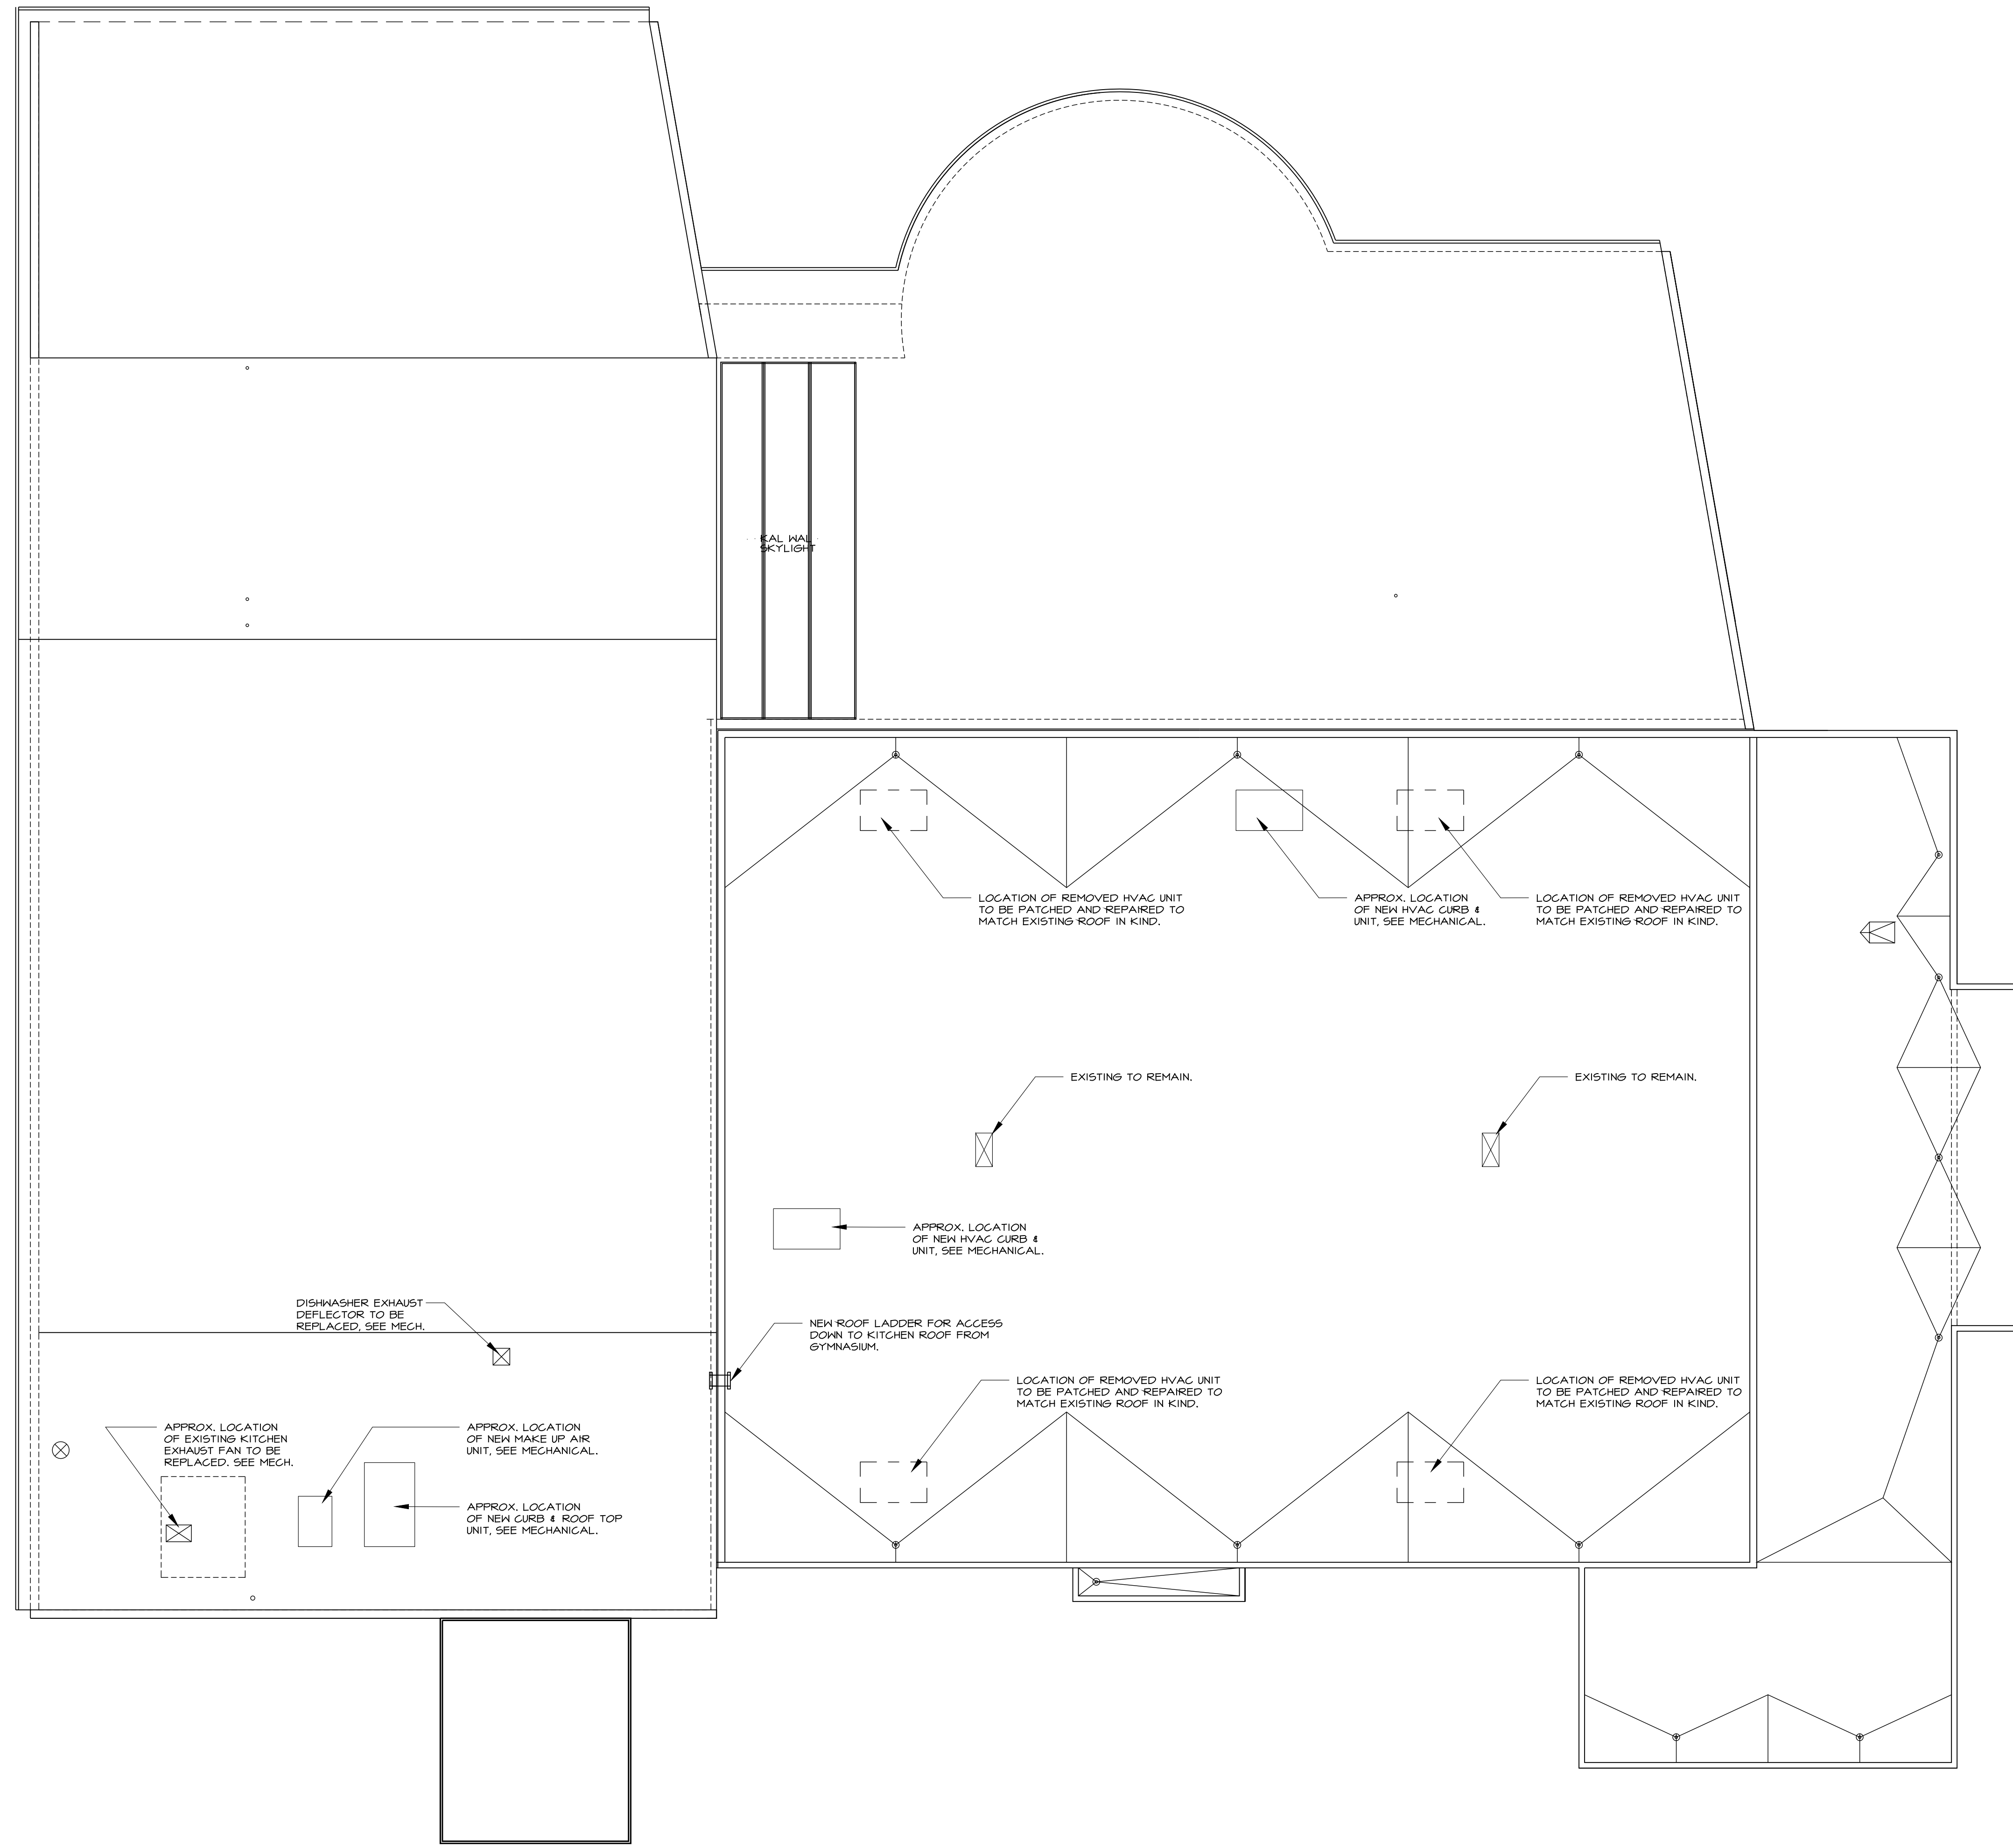 KAL WAL
SKYLIGHT
LOCATION OF REMOVED HVAC UNIT
TO BE PATCHED AND REPAIRED TO
MATCH EXISTING ROOF IN KIND.
APPROX. LOCATION
OF NEW HVAC CURB &
UNIT, SEE MECHANICAL.
LOCATION OF REMOVED HVAC UNIT
TO BE PATCHED AND REPAIRED TO
MATCH EXISTING ROOF IN KIND.
EXISTING TO REMAIN.
EXISTING TO REMAIN.
APPROX. LOCATION
OF NEW HVAC CURB &
UNIT, SEE MECHANICAL.
DISHWASHER EXHAUST
DEFLECTOR TO BE
REPLACED, SEE MECH.
NEW ROOF LADDER FOR ACCESS
DOWN TO KITCHEN ROOF FROM
GYMNASIUM.
LOCATION OF REMOVED HVAC UNIT
TO BE PATCHED AND REPAIRED TO
MATCH EXISTING ROOF IN KIND.
LOCATION OF REMOVED HVAC UNIT
TO BE PATCHED AND REPAIRED TO
MATCH EXISTING ROOF IN KIND.
APPROX. LOCATION
OF EXISTING KITCHEN
EXHAUST FAN TO BE
REPLACED. SEE MECH.
APPROX. LOCATION
OF NEW MAKE UP AIR
UNIT, SEE MECHANICAL.
APPROX. LOCATION
OF NEW CURB & ROOF TOP
UNIT, SEE MECHANICAL.